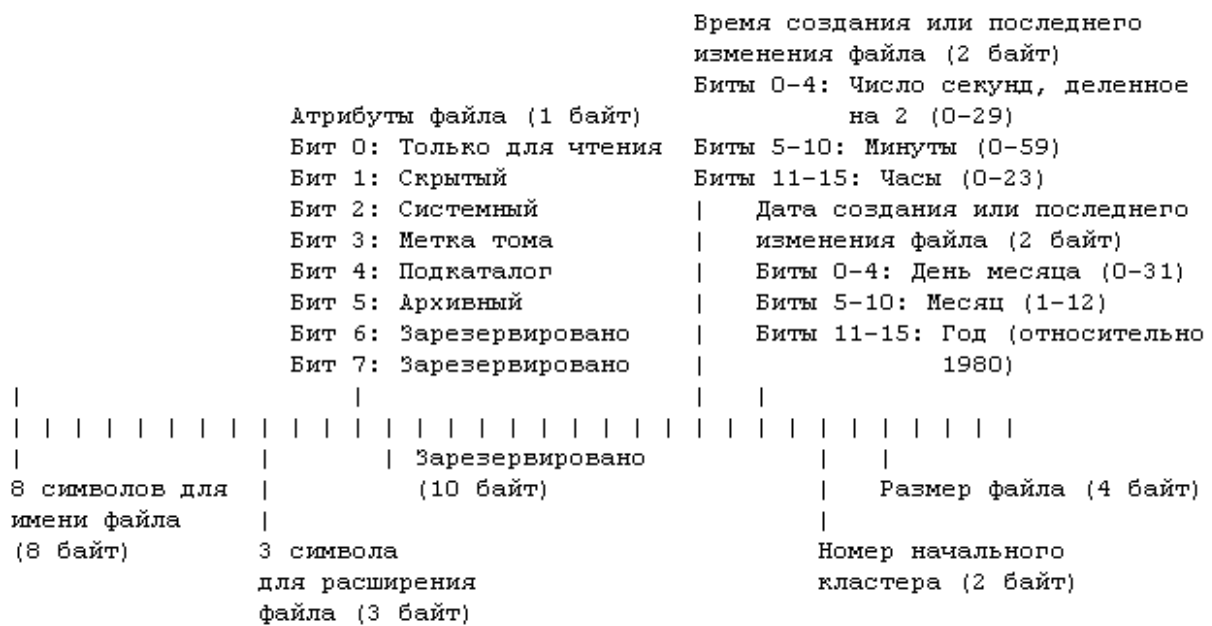 Время создания или последнего
изменения файла (2 байт)
Биты 0-4: Число секунд, деленное
на 2 (0-29)
Биты 5-10: Минуты (0-59)
Биты 11-15: Часы (0-23)
Атрибуты файла (1 байт)
Бит 0: Только для чтения
Бит 1: Скрытый
Бит 2: Системный
Бит 3: Метка тома
Бит 4: Подкаталог
Бит 5: Архивный
Бит 6: Зарезервировано
Бит 7: Зарезервировано
Дата создания или последнего
изменения файла (2 байт)
Биты 0-4: День месяца (0-31)
Биты 5-10: Месяц (1-12)
Биты 11-15: Год (относительно
1980)
8 символов для
имени файла
(8 байт)
3 символа
для расширения
файла (3 байт)
Зарезервировано
(10 байт)
Номер начального
кластера (2 байт)
Размер файла (4 байт)